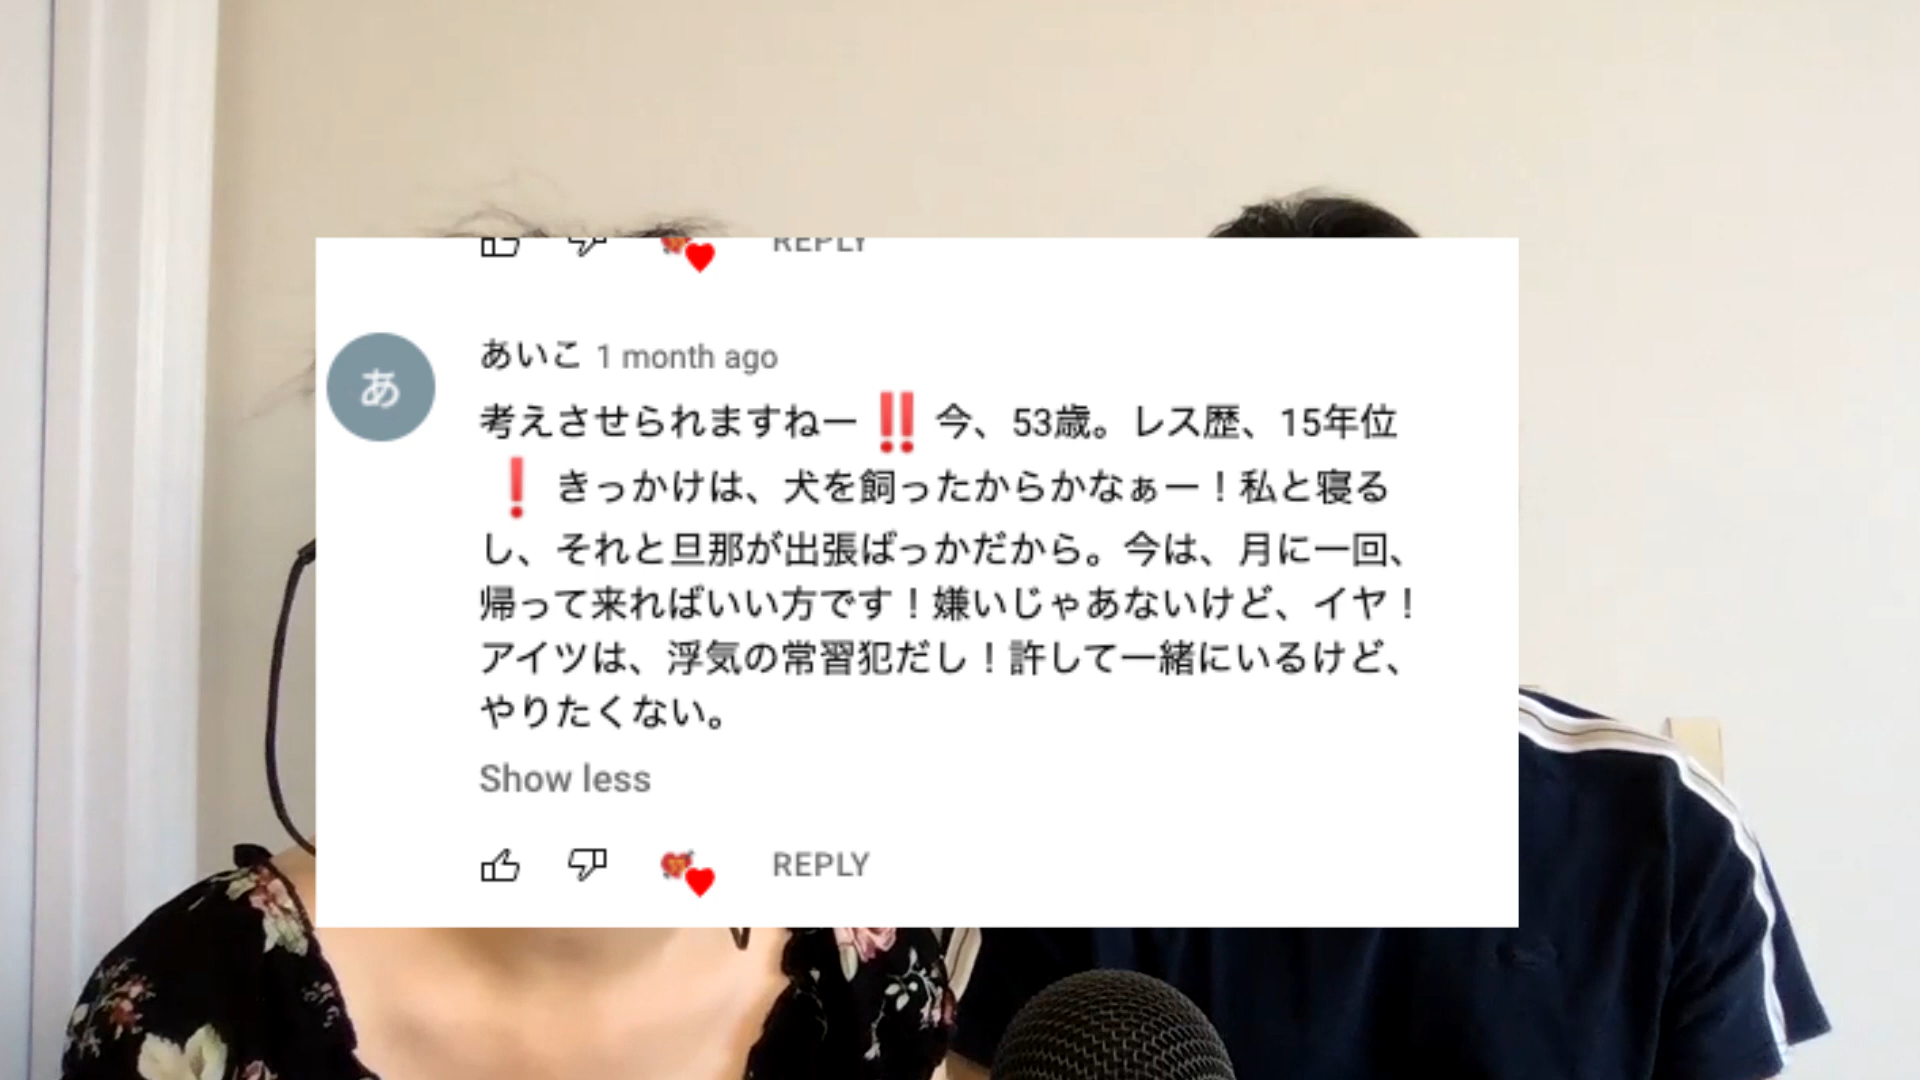 REPLY
あ
あいこ 1 month ago
考えさせられますねー‼️ 今、53歳。レス歴、15年位
❗ きっかけは、犬を飼ったからかなぁー！私と寝る
し、それと旦那が出張ばっかだから。今は、月に一回、
帰って来ればいい方です！嫌いじゃあないけど、イヤ！
アイツは、浮気の常習犯だし！許して一緒にいるけど、
やりたくない。
Show less
REPLY